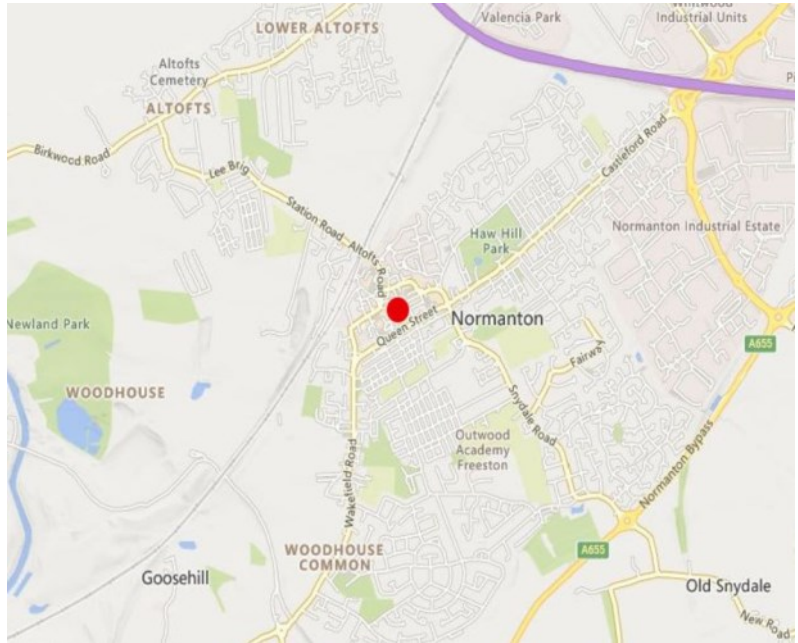 Valencia Park
Industrial Units
LOWER ALTOFTS
Altofts
Cemetery
ALTOFTS
Birkwood Road
Lee Brig
Station Road
Altofts Road
Castleford Road
Haw Hill
Park
Normanton Industrial Estate
Newland Park
Queen Street
Normanton
A655
Fairway
WOODHOUSE
Snydale Road
Outwood
Academy
Freeston
Wakefield Road
Normanton Bypass
WOODHOUSE
COMMON
A655
Goosehill
Old Snydale
New Road